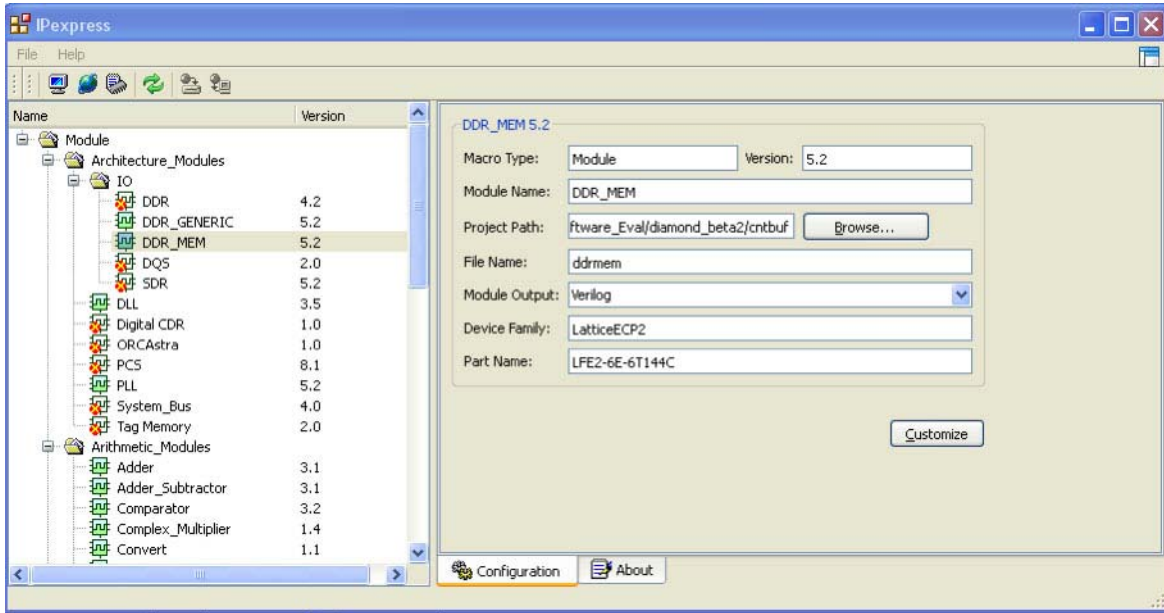 IPexpress
File Help
Name Version
Module
Architecture_Modules
IO
DDR 4.2
DDR_GENERIC 5.2
DDR_MEM 5.2
DQS 2.0
SDR 5.2
DLL 3.5
Digital CDR 1.0
ORCAstra 1.0
PCS 8.1
PLL 5.2
System_Bus 4.0
Tag Memory 2.0
Arithmetic_Modules
Adder 3.1
Adder_Subtractor 3.1
Comparator 3.2
Complex_Multiplier 1.4
Convert 1.1
DDR_MEM 5.2
Macro Type: Module Version: 5.2
Module Name: DDR_MEM
Project Path: ftware_Eval/diamond_beta2/cntbuf Browse...
File Name: ddrmem
Module Output: Verilog
Device Family: LatticeECP2
Part Name: LFE2-6E-6T144C
Customize
Configuration About